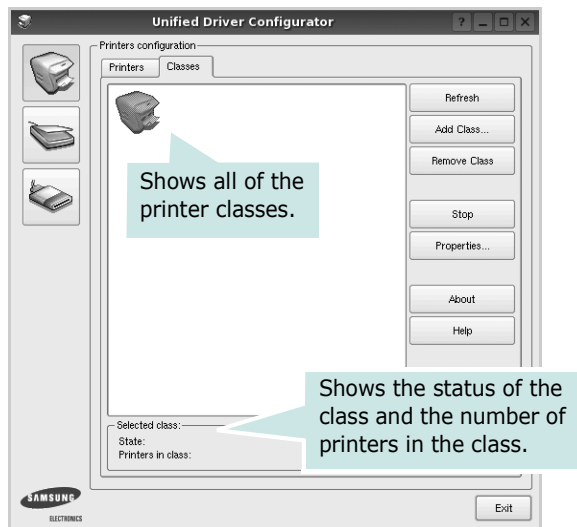 Unified Driver Configurator
Printers configuration
Printers
Classes
Refresh
Add Class...
Remove Class
Shows all of the
printer classes.
Stop
Properties...
About
Help
Shows the status of the
class and the number of
printers in the class.
Selected class:
State:
Printers in class:
SAMSUNG
ELECTRONICS
Exit